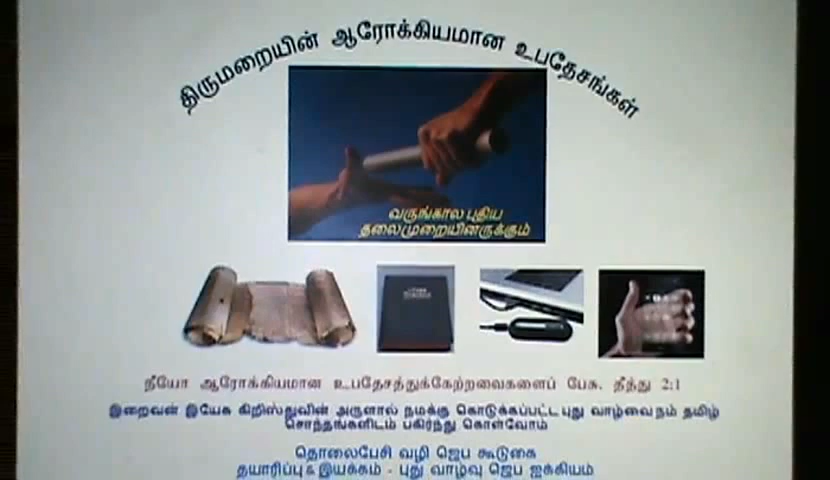 திருமறையின் ஆரோக்கியமான உபதேசங்கள்
வருங்கால புதிய
தலைமுறையினருக்கும்
நீயோ ஆரோக்கியமான உபதேசத்துக்கேற்றவைகளைப் பேசு. தீத்து 2:1
இறைவன் இயேசு கிறிஸ்துவின் அருளால் நமக்கு கொடுக்கப்பட்ட புது வாழ்வை நம் தமிழ்
சொந்தங்களிடம் பகிர்ந்து கொள்வோம்
தொலைபேசி வழி ஜெப கூடுகை
தயாரிப்பு & இயக்கம் - புது வாழ்வு ஜெப ஐக்கியம்